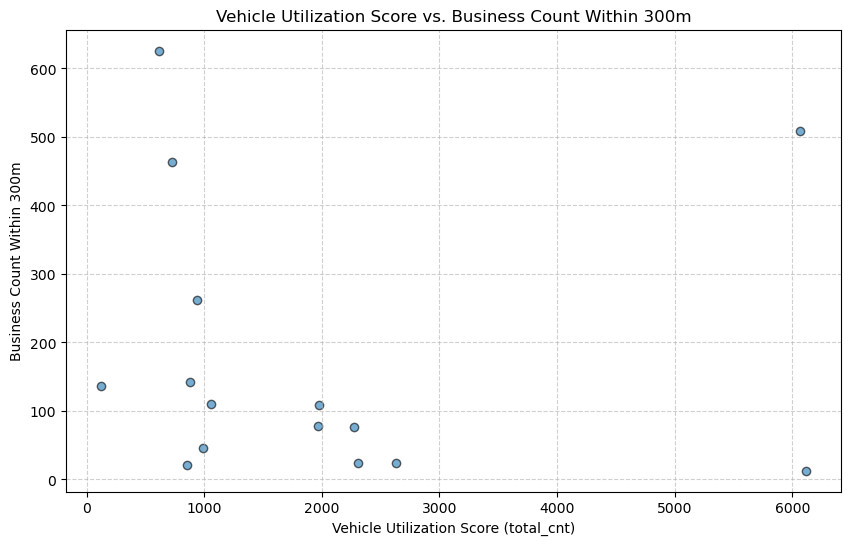 Vehicle Utilization Score vs. Business Count Within 300m
Business Count Within 300m
600
500
400
300
200
100
0
0 1000 2000 3000 4000 5000 6000
Vehicle Utilization Score (total_cnt)